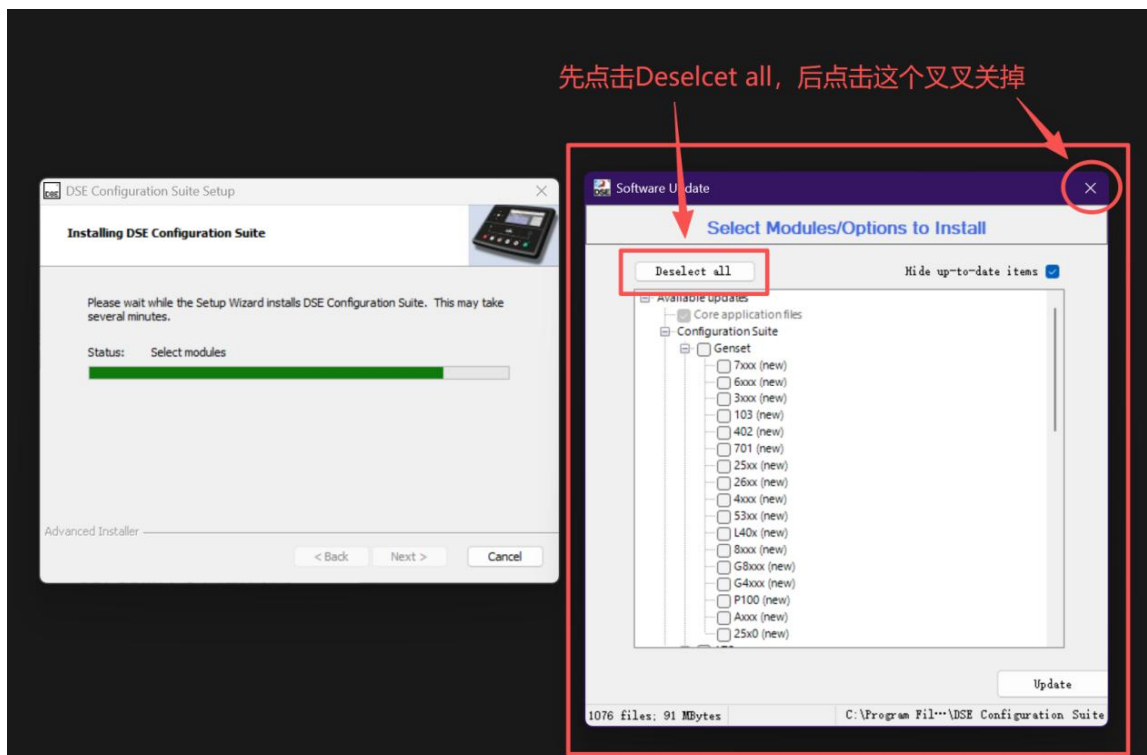 先点击Deselcet all，后点击这个叉叉关掉
DSE Configuration Suite Setup
Installing DSE Configuration Suite
Please wait while the Setup Wizard installs DSE Configuration Suite. This may take
several minutes.
Status: Select modules
Advanced Installer
< Back Next > Cancel
DSE Software Update
Select Modules/Options to Install
Deselect all Hide up-to-date items
Available updates
Core application files
Configuration Suite
Genset
7xxx (new)
6xxx (new)
3xxx (new)
103 (new)
402 (new)
701 (new)
25xx (new)
26xx (new)
4xxx (new)
53xx (new)
L40x (new)
8xxx (new)
G8xxx (new)
G4xxx (new)
P100 (new)
Axxx (new)
25x0 (new)
Update
1076 files; 91 MBytes C:\Program Fil···\DSE Configuration Suite